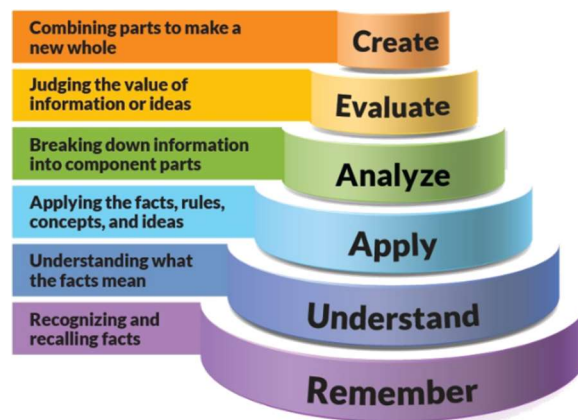 Combining parts to make a
new whole
Create
Judging the value of
information or ideas
Evaluate
Breaking down information
into component parts
Analyze
Applying the facts, rules,
concepts, and ideas
Apply
Understanding what
the facts mean
Understand
Recognizing and
recalling facts
Remember